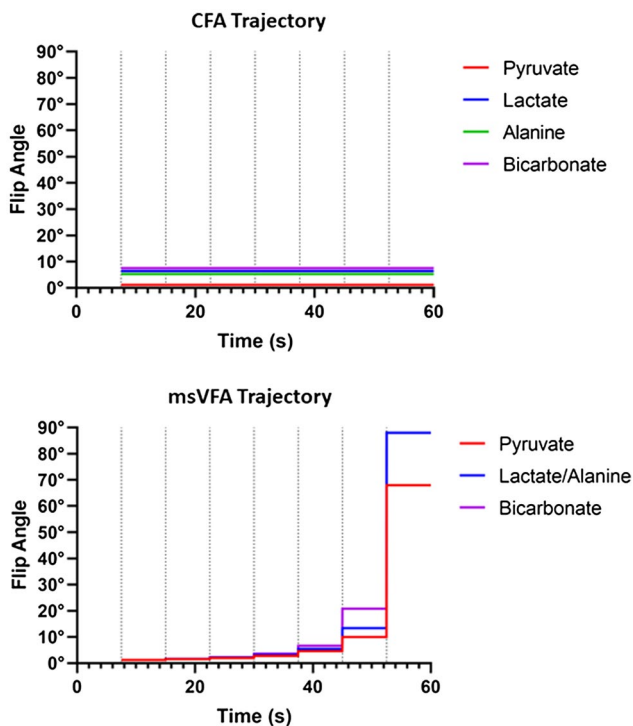 CFA Trajectory
90°
80°
70°
60°
50°
40°
30°
20°
10°
0°
Flip Angle
0
20
40
60
Time (s)
Pyruvate
Lactate
Alanine
Bicarbonate
msVFA Trajectory
90°
80°
70°
60°
50°
40°
30°
20°
10°
0°
Flip Angle
0
20
40
60
Time (s)
Pyruvate
Lactate/Alanine
Bicarbonate